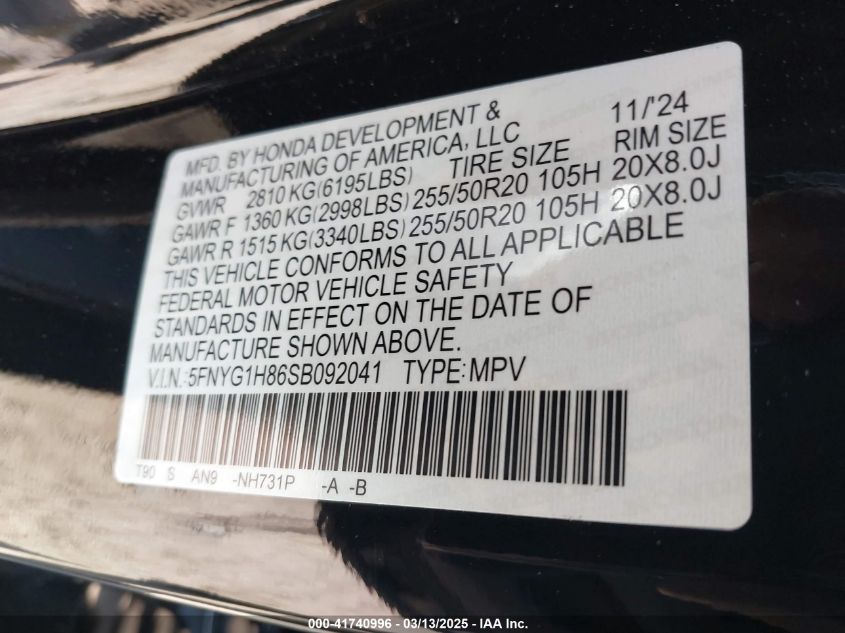 MFD. BY HONDA DEVELOPMENT & 11/'24
MANUFACTURING OF AMERICA, LLC
GVWR 2810 KG(6195LBS) TIRE SIZE RIM SIZE
GAWR F 1360 KG(2998LBS) 255/50R20 105H 20X8.0J
GAWR R 1515 KG(3340LBS) 255/50R20 105H 20X8.0J
THIS VEHICLE CONFORMS TO ALL APPLICABLE
FEDERAL MOTOR VEHICLE SAFETY
STANDARDS IN EFFECT ON THE DATE OF
MANUFACTURE SHOWN ABOVE.
V.I.N.:5FNYG1H86SB092041 TYPE:MPV
T90 S AN9 -NH731P -A -B
000-41740996 - 03/13/2025 - IAA Inc.